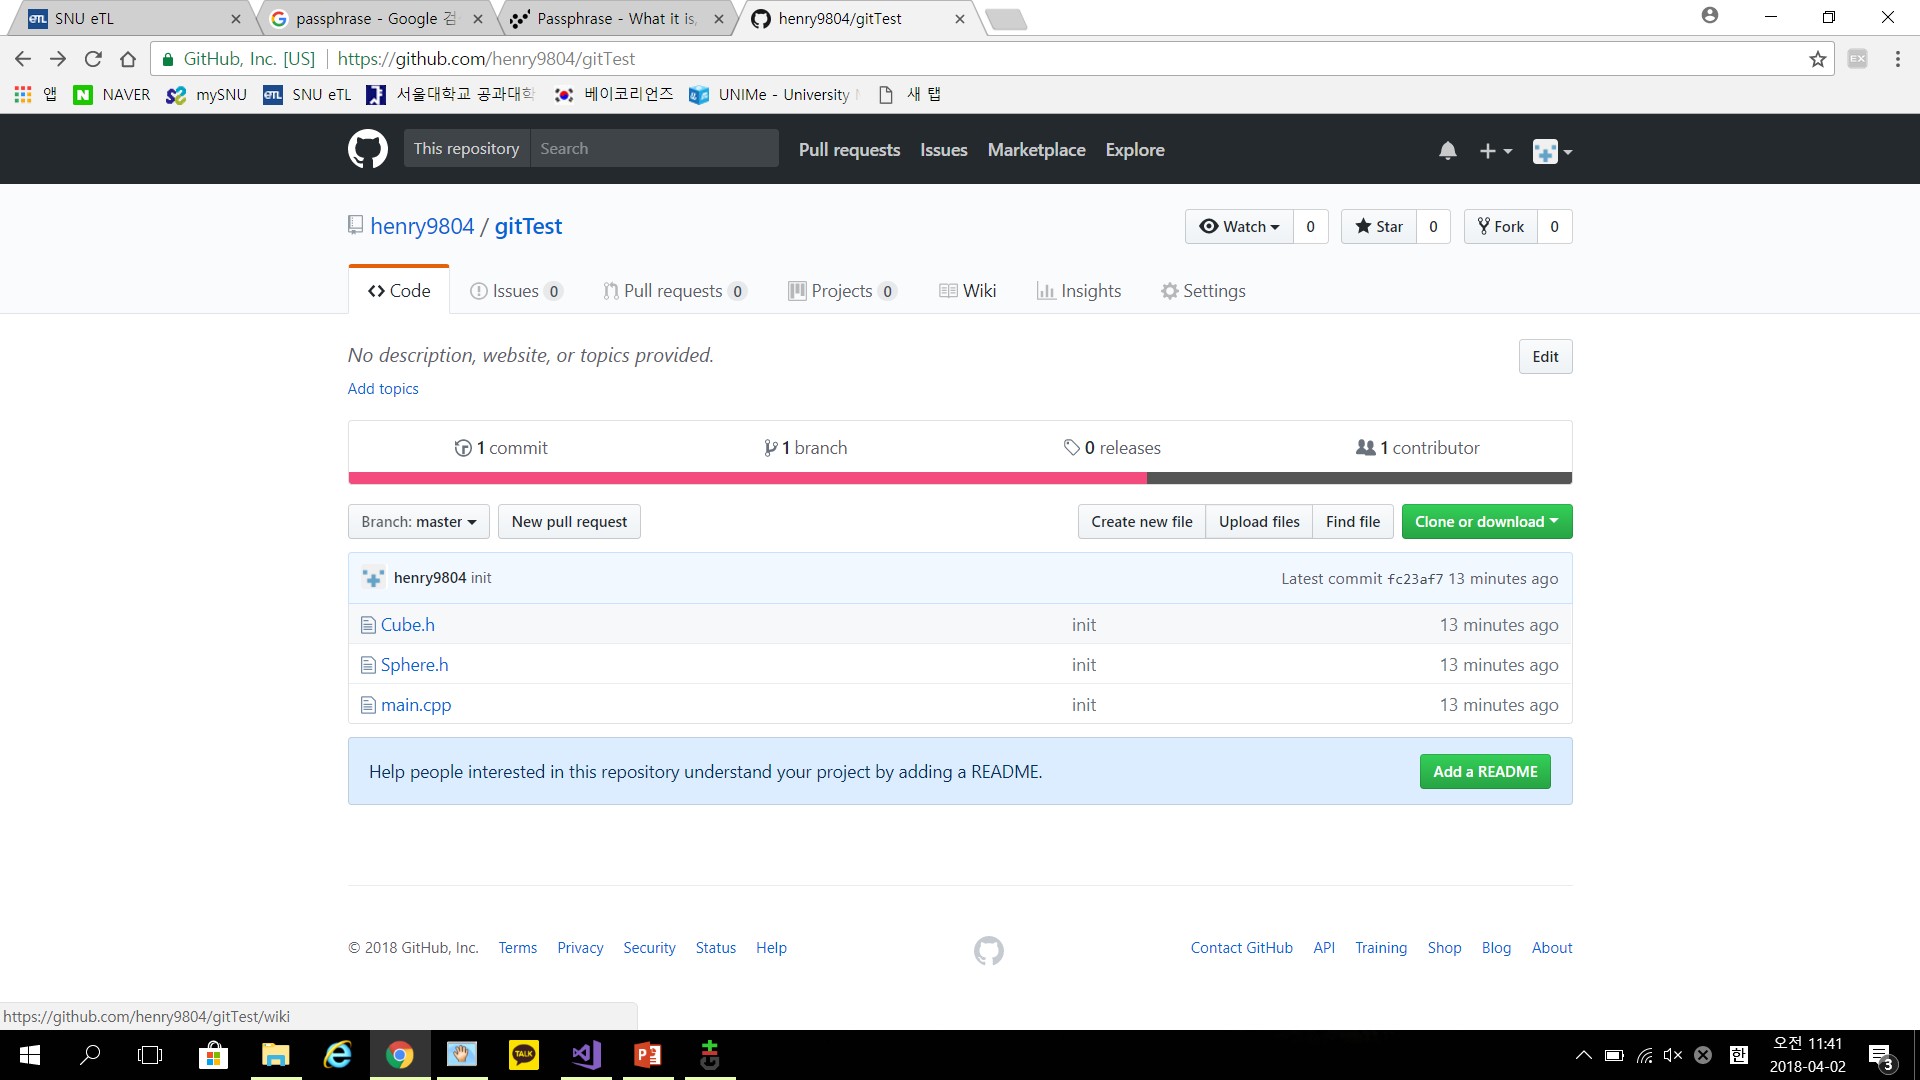 SNU eTL
passphrase - Google 검
Passphrase - What it is,
henry9804/gitTest
GitHub, Inc. [US] https://github.com/henry9804/gitTest
앱 NAVER mySNU SNU eTL 서울대학교 공과대학 베이코리언즈 UNIMe - University 새 탭
This repository Search Pull requests Issues Marketplace Explore
henry9804 / gitTest
Watch 0 Star 0 Fork 0
Code Issues 0 Pull requests 0 Projects 0 Wiki Insights Settings
No description, website, or topics provided. Edit
Add topics
1 commit 1 branch 0 releases 1 contributor
Branch: master New pull request Create new file Upload files Find file Clone or download
henry9804 init Latest commit fc23af7 13 minutes ago
Cube.h init 13 minutes ago
Sphere.h init 13 minutes ago
main.cpp init 13 minutes ago
Help people interested in this repository understand your project by adding a README. Add a README
© 2018 GitHub, Inc. Terms Privacy Security Status Help Contact GitHub API Training Shop Blog About
https://github.com/henry9804/gitTest/wiki
TALK 한 오전 11:41
2018-04-02 3